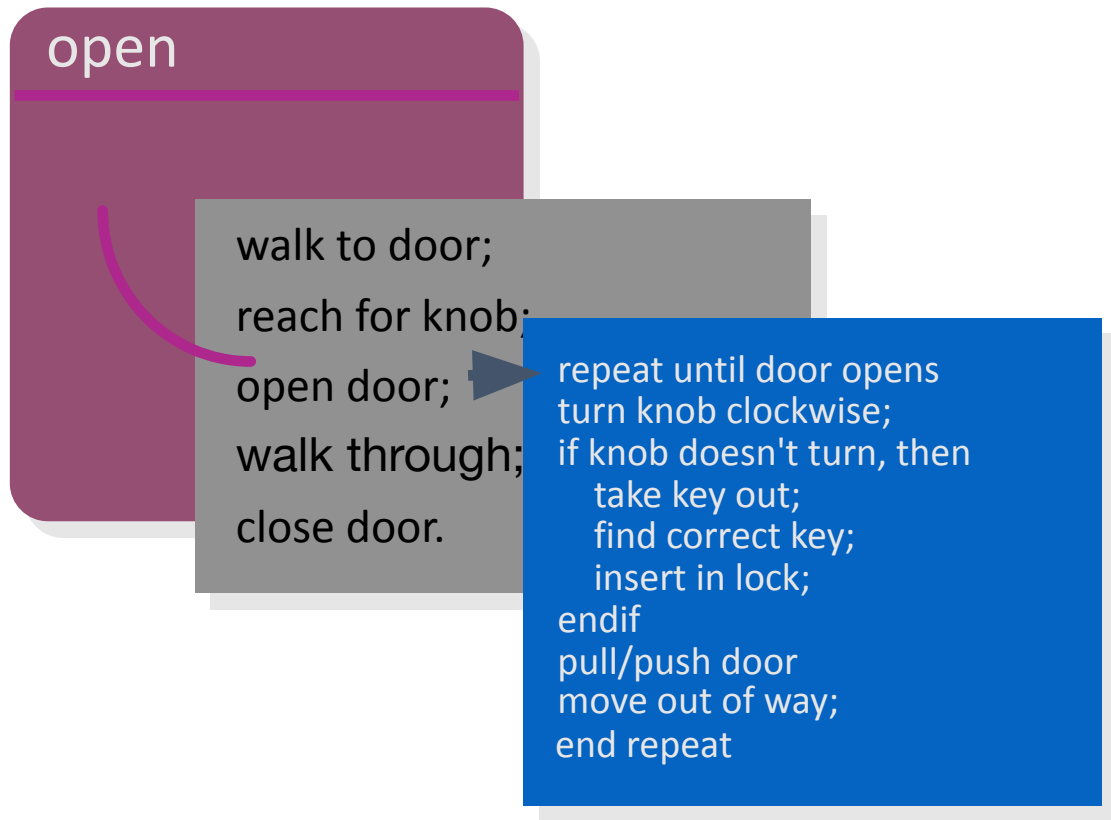 open
walk to door;
reach for knob;
open door;
walk through;
close door.
repeat until door opens
turn knob clockwise;
if knob doesn't turn, then
take key out;
find correct key;
insert in lock;
endif
pull/push door
move out of way;
end repeat